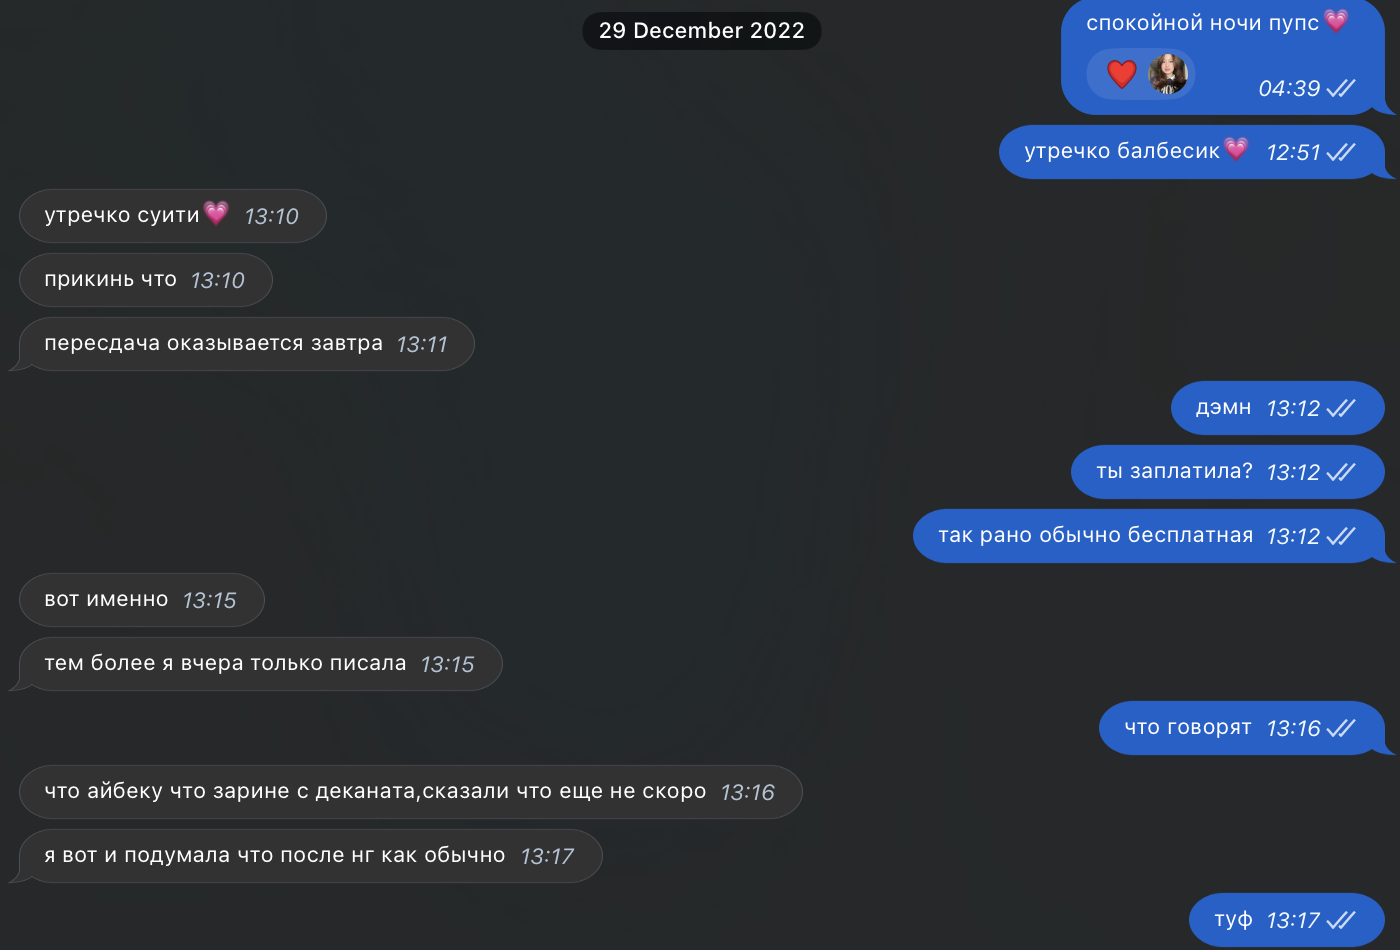 29 December 2022
спокойной ночи пупс💗
❤️
04:39
утречко балбесик💗 12:51
утречко суити💗 13:10
прикинь что 13:10
пересдача оказывается завтра 13:11
дэмн 13:12
ты заплатила? 13:12
так рано обычно бесплатная 13:12
вот именно 13:15
тем более я вчера только писала 13:15
что говорят 13:16
что айбеку что зарине с деканата,сказали что еще не скоро 13:16
я вот и подумала что после нг как обычно 13:17
туф 13:17